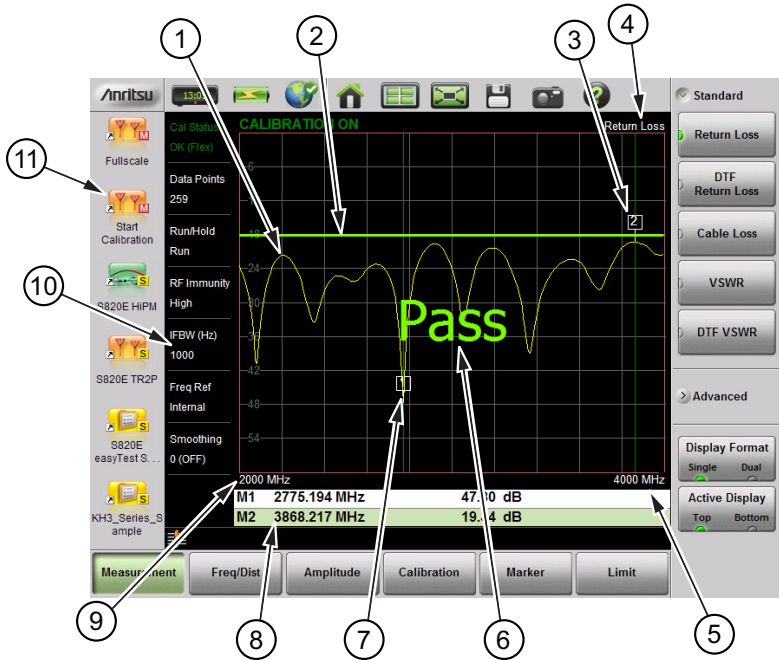 1 2 3 4
Anritsu
Standard
Cal Status
OK (Flex)
CALIBRATION ON
Return Loss
Fullscale
Return Loss
11
Data Points
259
-6
DTF
Return Loss
Start
Calibration
Run/Hold
Run
2
-18
Cable Loss
10
RF Immunity
High
-24
VSWR
S820E HiPM
-30
Pass
IFBW (Hz)
1000
DTF VSWR
S820E TR2P
Freq Ref
Internal
-42
1
Advanced
-48
S820E
easyTest S...
Smoothing
0 (OFF)
-54
Display Format
Single Dual
2000 MHz
4000 MHz
M1 2775.194 MHz dB
Active Display
Top Bottom
KH3_Series_S
ample
M2 3868.217 MHz dB
Measurement
Freq/Dist
Amplitude
Calibration
Marker
Limit
9 8 7 6 5